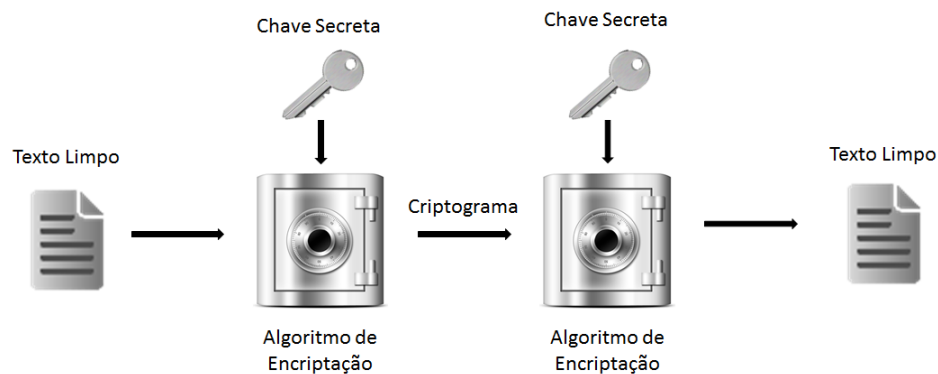 Chave Secreta
Chave Secreta
Texto Limpo
Texto Limpo
Criptograma
Algoritmo de
Encriptação
Algoritmo de
Encriptação